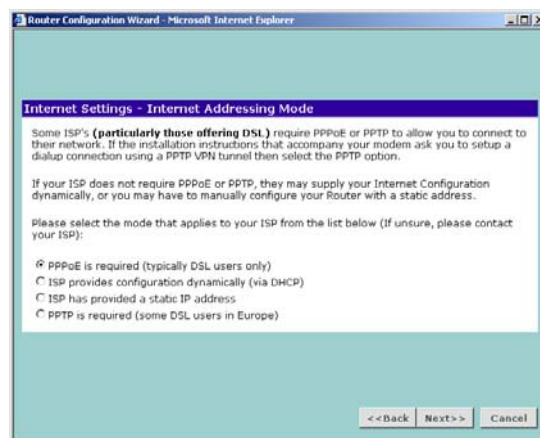 Router Configuration Wizard - Microsoft Internet Explorer
Internet Settings - Internet Addressing Mode
Some ISP's (particularly those offering DSL) require PPPoE or PPTP to allow you to connect to
their network. If the installation instructions that accompany your modem ask you to setup a
dialup connection using a PPTP VPN tunnel then select the PPTP option.
If your ISP does not require PPPoE or PPTP, they may supply your Internet Configuration
dynamically, or you may have to manually configure your Router with a static address.
Please select the mode that applies to your ISP from the list below (If unsure, please contact
your ISP):
PPPoE is required (typically DSL users only)
ISP provides configuration dynamically (via DHCP)
ISP has provided a static IP address
PPTP is required (some DSL users in Europe)
<<Back Next>> Cancel